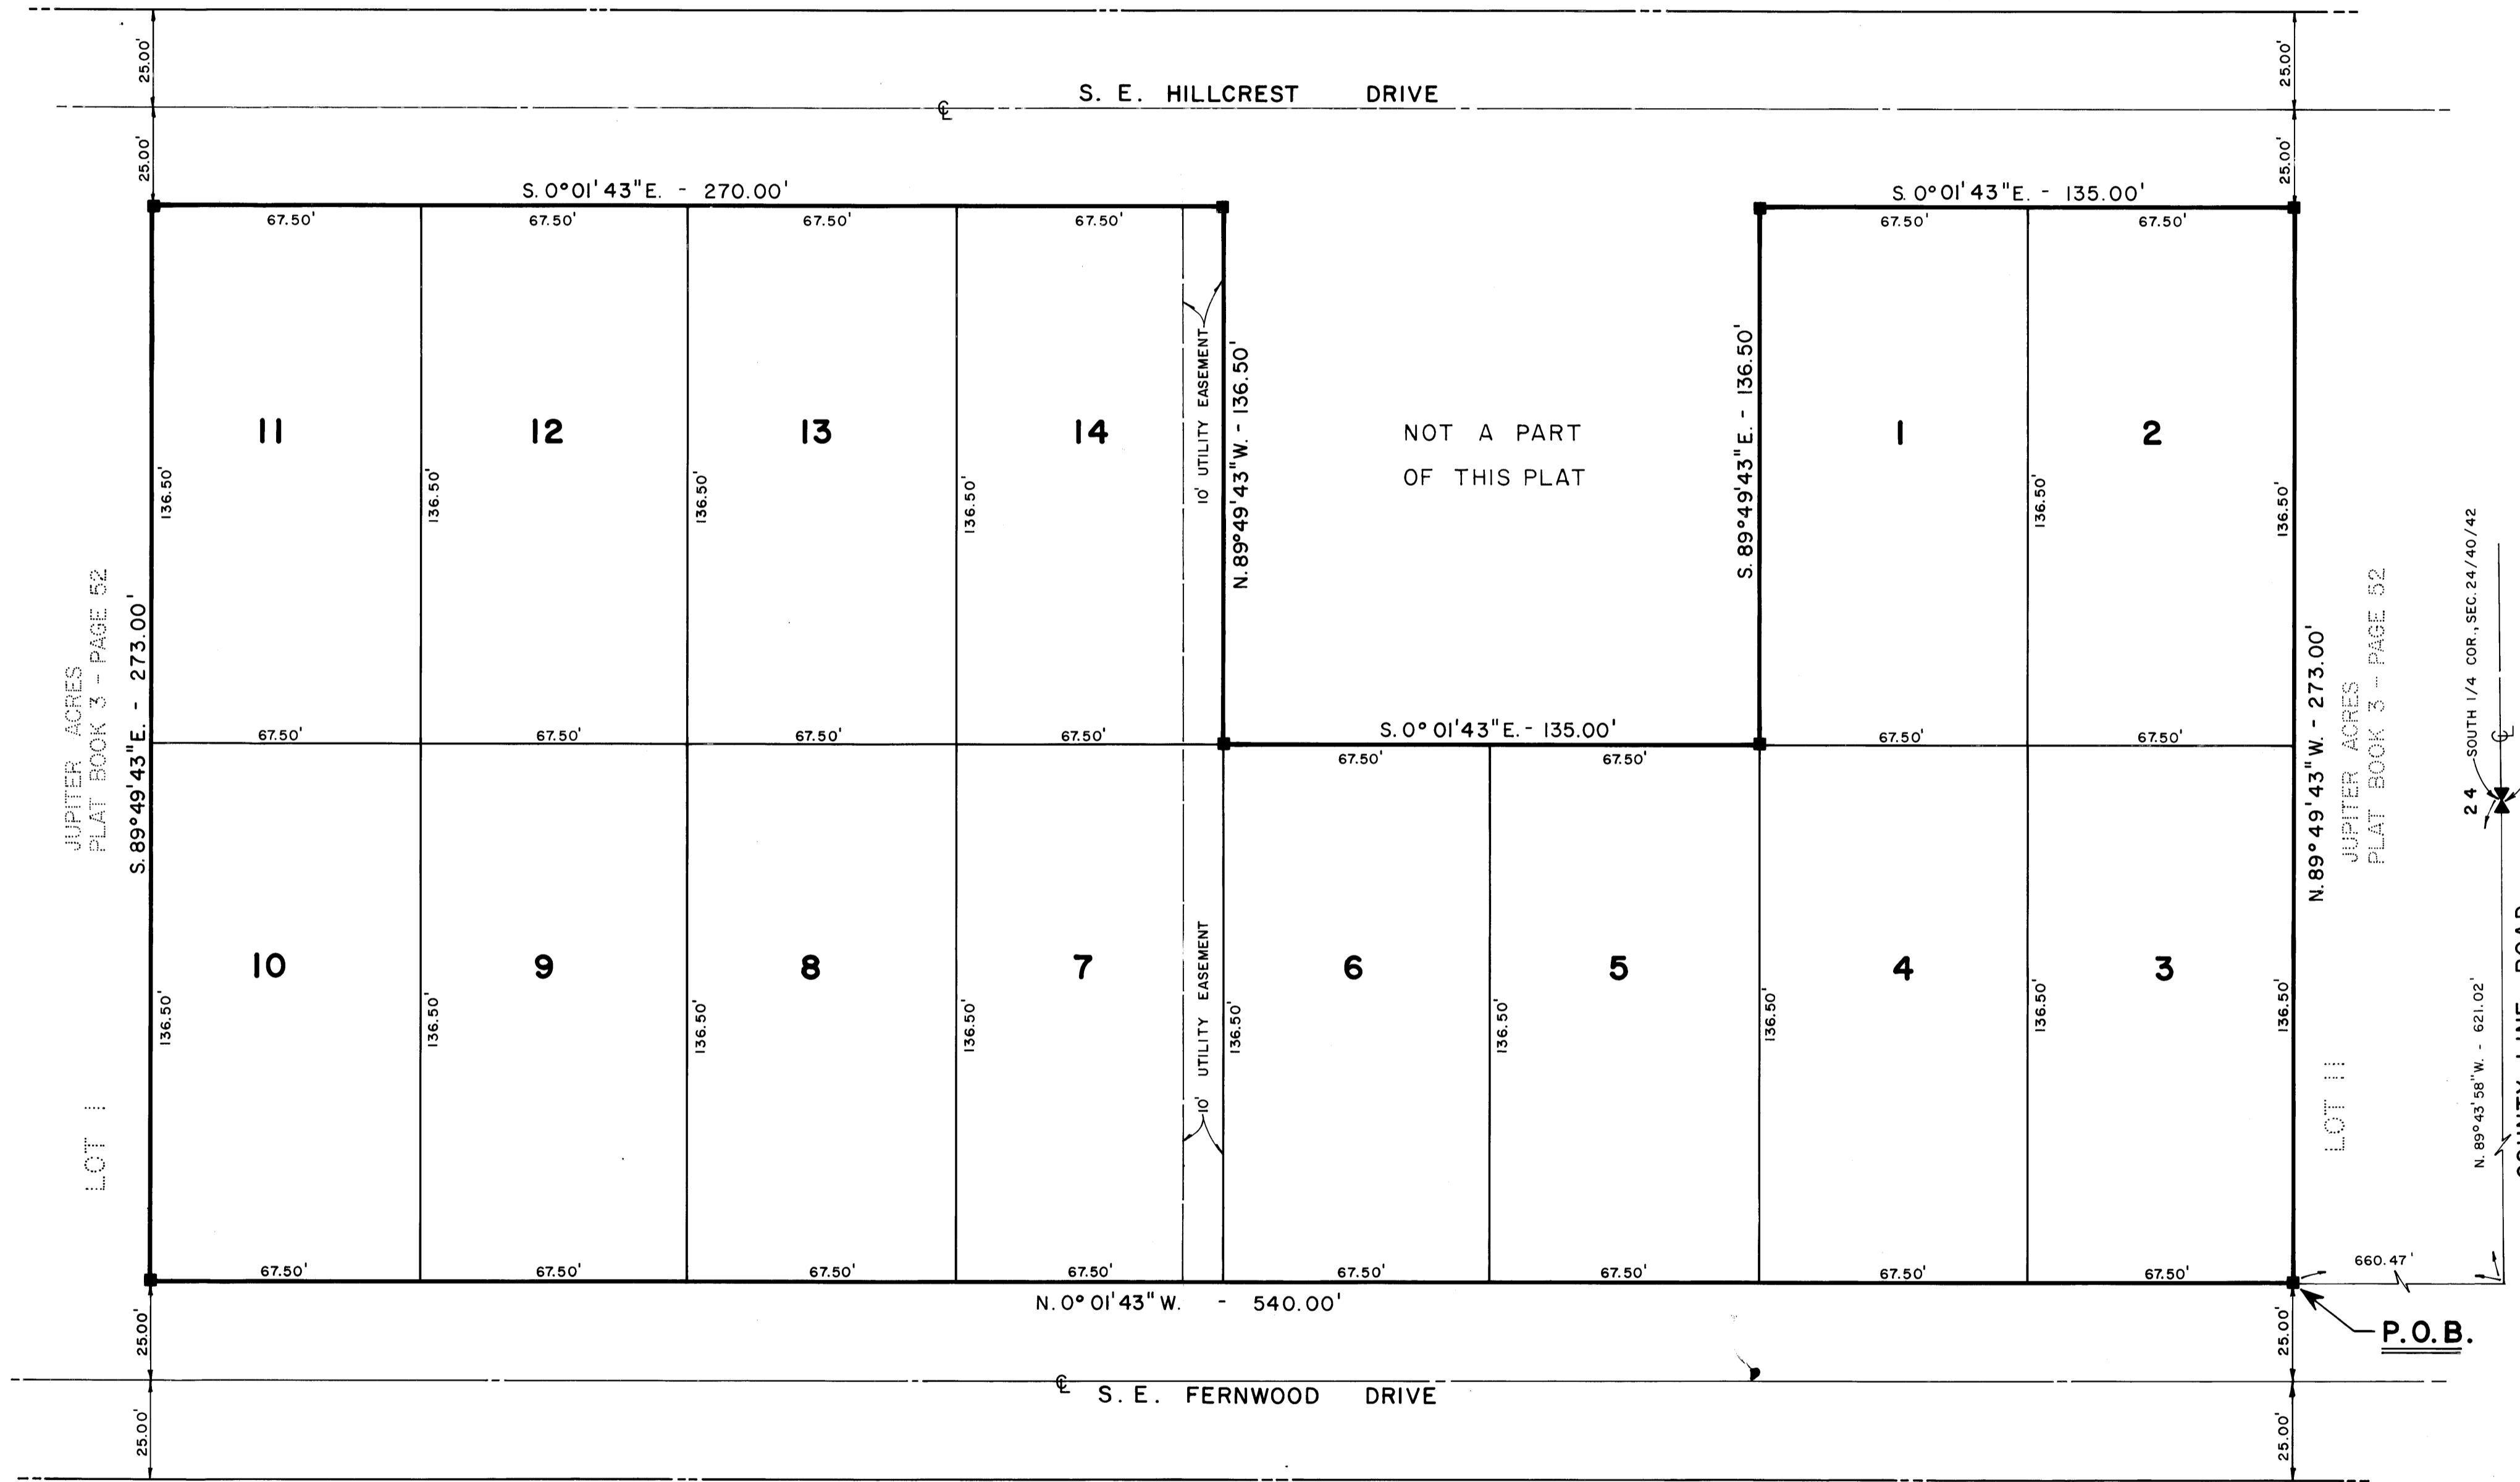 25.00'
25.00'
S. E. HILLCREST DRIVE
℄
25.00'
25.00'
S. 0°01'43"E. - 270.00'
S. 0°01'43"E. - 135.00'
67.50'
67.50'
67.50'
67.50'
67.50'
67.50'
11
12
13
14
10' UTILITY EASEMENT
N. 89°49'43"W. - 136.50'
NOT A PART
OF THIS PLAT
S. 89°49'43"E. - 136.50'
1
2
136.50'
136.50'
136.50'
136.50'
136.50'
136.50'
JUPITER ACRES
PLAT BOOK 3 - PAGE 52
S. 89°49'43"E. - 273.00'
N. 89°49'43"W. - 273.00'
JUPITER ACRES
PLAT BOOK 3 - PAGE 52
SOUTH 1/4 COR., SEC. 24/40/42
24
℄
67.50'
67.50'
67.50'
67.50'
S. 0°01'43"E. - 135.00'
67.50'
67.50'
67.50'
67.50'
10
9
8
7
10' UTILITY EASEMENT
6
5
4
3
136.50'
136.50'
136.50'
136.50'
136.50'
136.50'
136.50'
136.50'
136.50'
LOT 1
LOT 11
N. 89°43'58"W. - 621.02'
COUNTY LINE ROAD
67.50'
67.50'
67.50'
67.50'
67.50'
67.50'
67.50'
67.50'
660.47'
N. 0°01'43"W. - 540.00'
P.O.B.
25.00'
25.00'
℄
S. E. FERNWOOD DRIVE
25.00'
25.00'